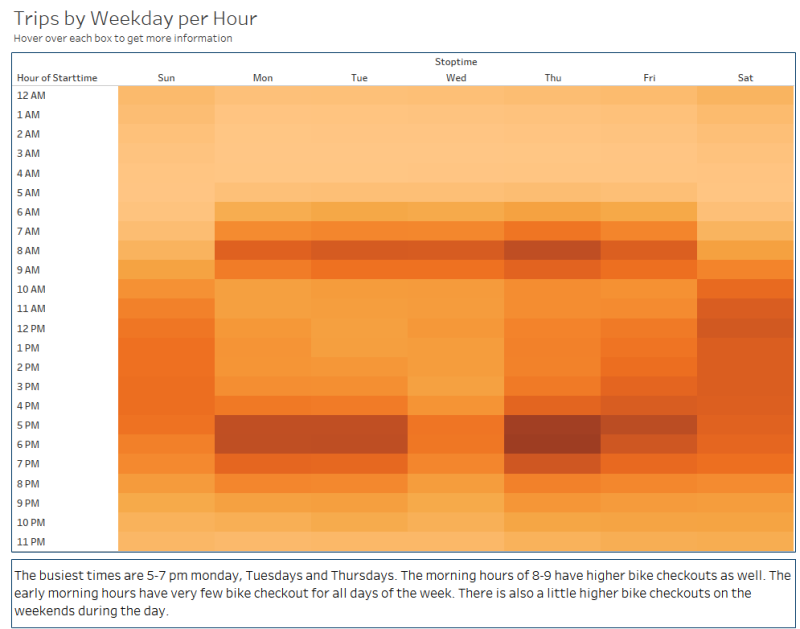 Trips by Weekday per Hour
Hover over each box to get more information
Stoptime
Hour of Starttime Sun Mon Tue Wed Thu Fri Sat
12 AM
1 AM
2 AM
3 AM
4 AM
5 AM
6 AM
7 AM
8 AM
9 AM
10 AM
11 AM
12 PM
1 PM
2 PM
3 PM
4 PM
5 PM
6 PM
7 PM
8 PM
9 PM
10 PM
11 PM
The busiest times are 5-7 pm monday, Tuesdays and Thursdays. The morning hours of 8-9 have higher bike checkouts as well. The
early morning hours have very few bike checkout for all days of the week. There is also a little higher bike checkouts on the
weekends during the day.